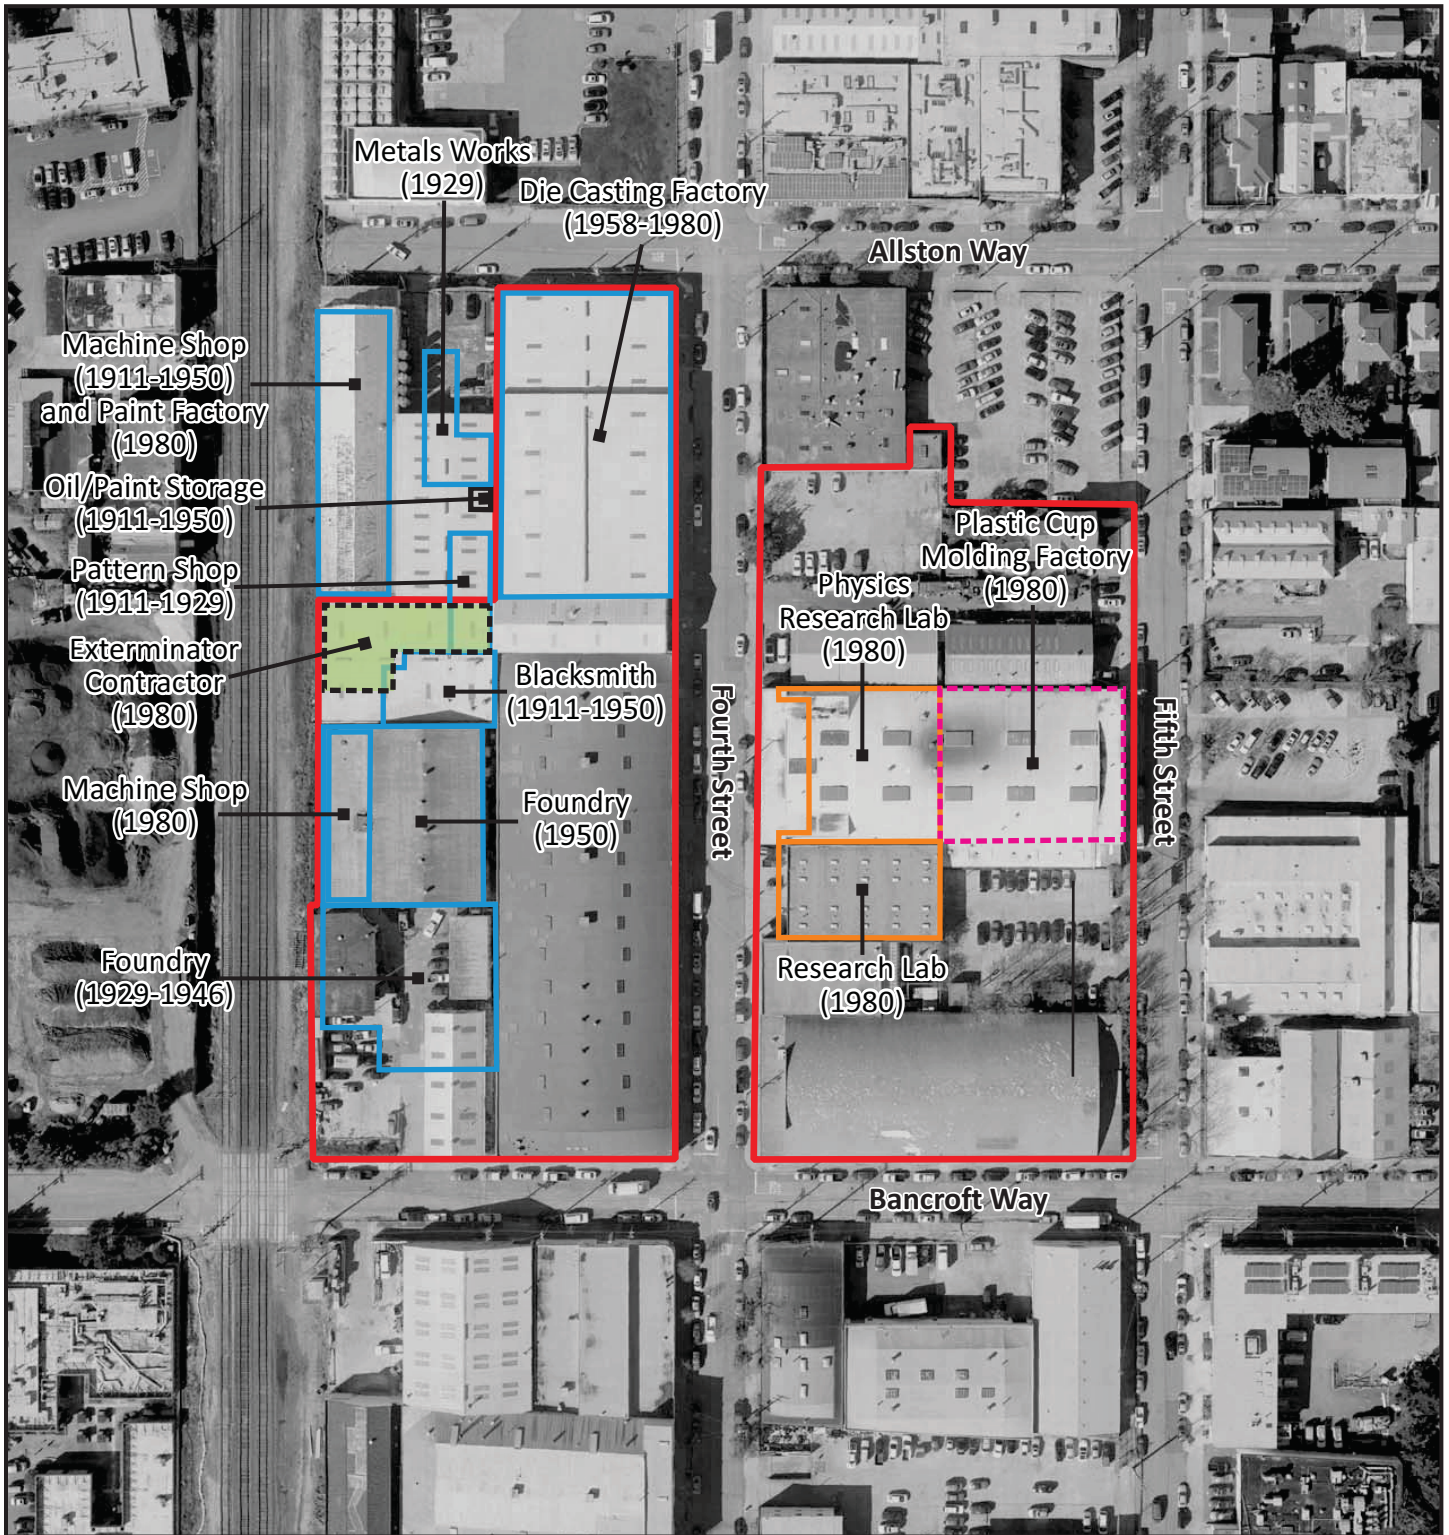 Metals Works
(1929)
Die Casting Factory
(1958-1980)
Allston Way
Machine Shop
(1911-1950)
and Paint Factory
(1980)
Oil/Paint Storage
(1911-1950)
Pattern Shop
(1911-1929)
Exterminator
Contractor
(1980)
Blacksmith
(1911-1950)
Machine Shop
(1980)
Foundry
(1950)
Foundry
(1929-1946)
Fourth Street
Plastic Cup
Molding Factory
(1980)
Physics
Research Lab
(1980)
Fifth Street
Research Lab
(1980)
Bancroft Way